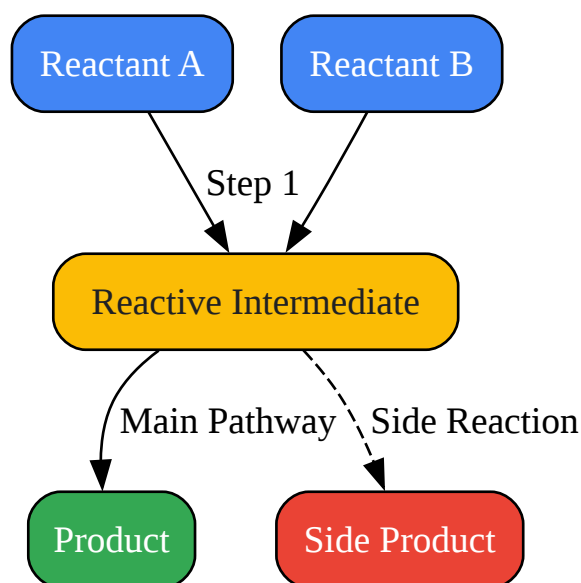 Reactant A
Reactant B
Step 1
Reactive Intermediate
Main Pathway
Side Reaction
Product
Side Product